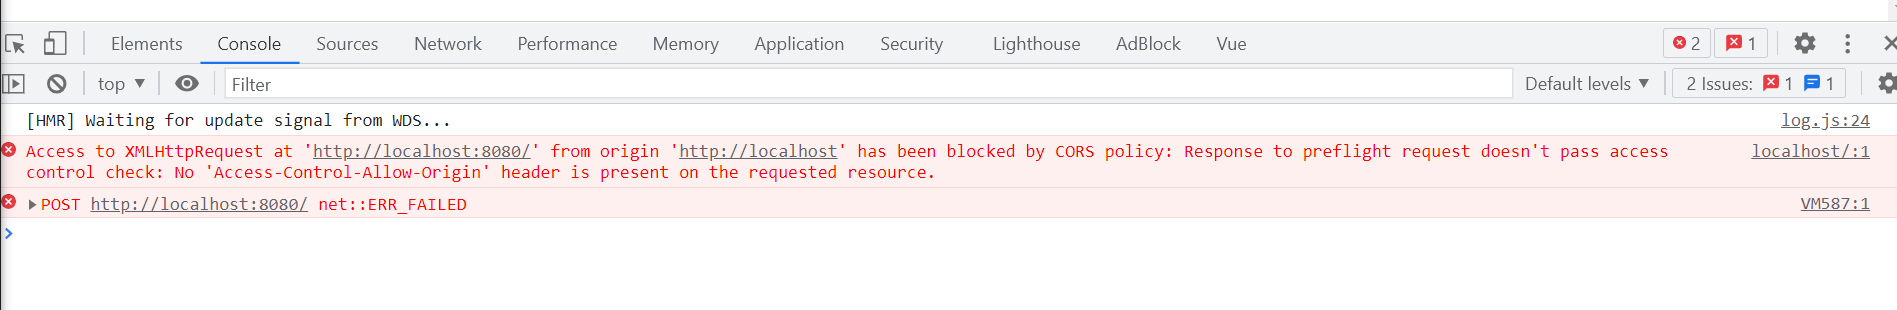 Elements Console Sources Network Performance Memory Application Security Lighthouse AdBlock Vue 2 1
top ▼ Filter Default levels ▼ 2 Issues: 1 1
[HMR] Waiting for update signal from WDS... log.js:24
Access to XMLHttpRequest at 'http://localhost:8080/' from origin 'http://localhost' has been blocked by CORS policy: Response to preflight request doesn't pass access localhost/:1
control check: No 'Access-Control-Allow-Origin' header is present on the requested resource.
▶POST http://localhost:8080/ net::ERR_FAILED VM587:1